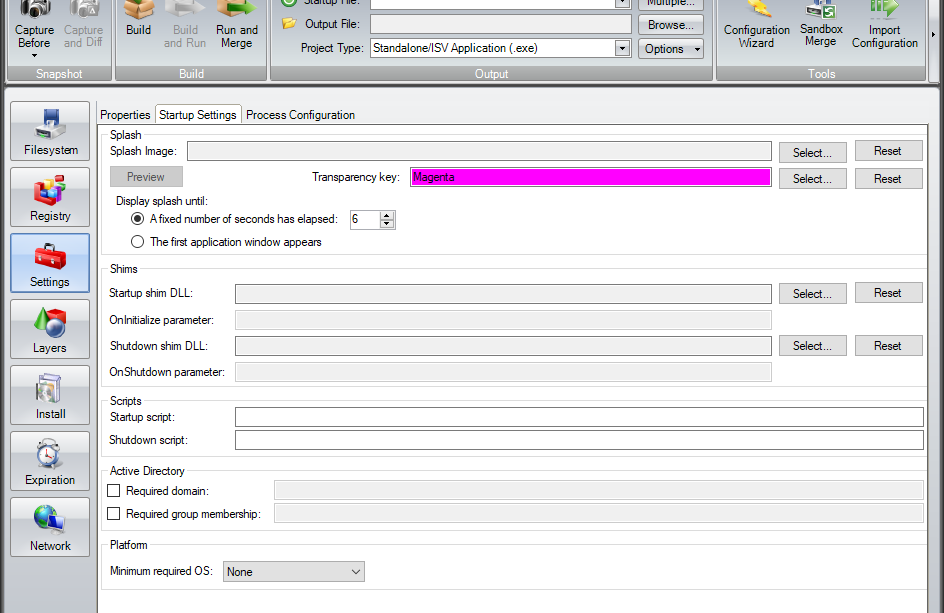 Startup File:
Multiple...
Capture Before
Capture and Diff
Build
Build and Run
Run and Merge
Output File:
Browse...
Project Type:
Standalone/ISV Application (.exe)
Options
Configuration Wizard
Sandbox Merge
Import Configuration
Snapshot
Build
Output
Tools
Filesystem
Registry
Settings
Layers
Install
Expiration
Network
Properties
Startup Settings
Process Configuration
Splash
Splash Image:
Select...
Reset
Preview
Transparency key:
Magenta
Select...
Reset
Display splash until:
A fixed number of seconds has elapsed:
6
The first application window appears
Shims
Startup shim DLL:
Select...
Reset
OnInitialize parameter:
Shutdown shim DLL:
Select...
Reset
OnShutdown parameter:
Scripts
Startup script:
Shutdown script:
Active Directory
Required domain:
Required group membership:
Platform
Minimum required OS:
None